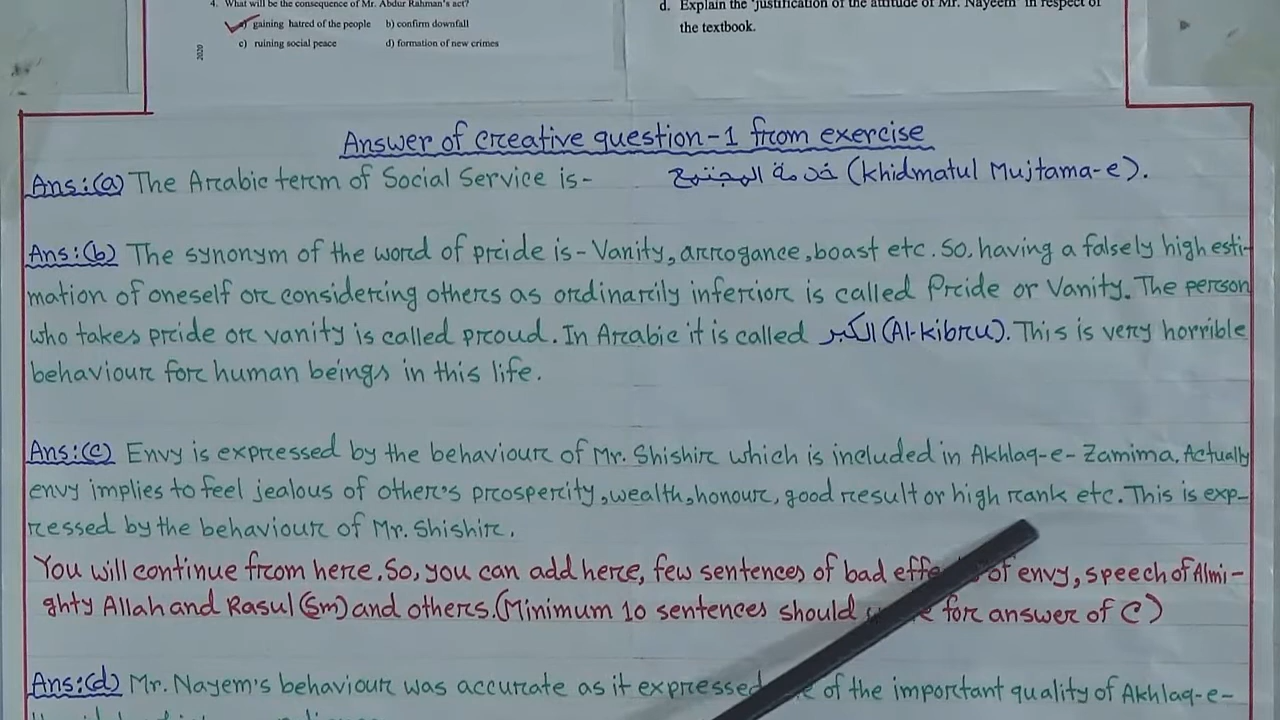 4. What will be the consequence of Mr. Abdur Rahman's act?
a) gaining hatred of the people b) confirm downfall
c) ruining social peace d) formation of new crimes
2020
d. Explain the 'justification of the attitude of Mr. Nayeem' in respect of
the textbook.
Answer of creative question-1 from exercise
Ans:(a) The Arabic term of Social Service is- خدمة المجتمع (Khidmatul Mujtama-e).
Ans:(b) The synonym of the word of pride is- Vanity, arrogance, boast etc. So, having a falsely high esti-
mation of oneself or considering others as ordinarily inferior is called Pride or Vanity. The person
who takes pride or vanity is called proud. In Arabic it is called الكبر (Al-kibru). This is very horrible
behaviour for human beings in this life.
Ans:(c) Envy is expressed by the behaviour of Mr. Shishir which is included in Akhlaq-e-Zamima. Actually
envy implies to feel jealous of other's prosperity, wealth, honour, good result or high rank etc. This is exp-
ressed by the behaviour of Mr. Shishir.
You will continue from here. So, you can add here, few sentences of bad of envy, speech of Almi-
ghty Allah and Rasul (Sm) and others. (Minimum 10 sentences should for answer of C)
Ans:(d) Mr. Nayem's behaviour was accurate as it expressed of the important quality of Akhlaq-e-